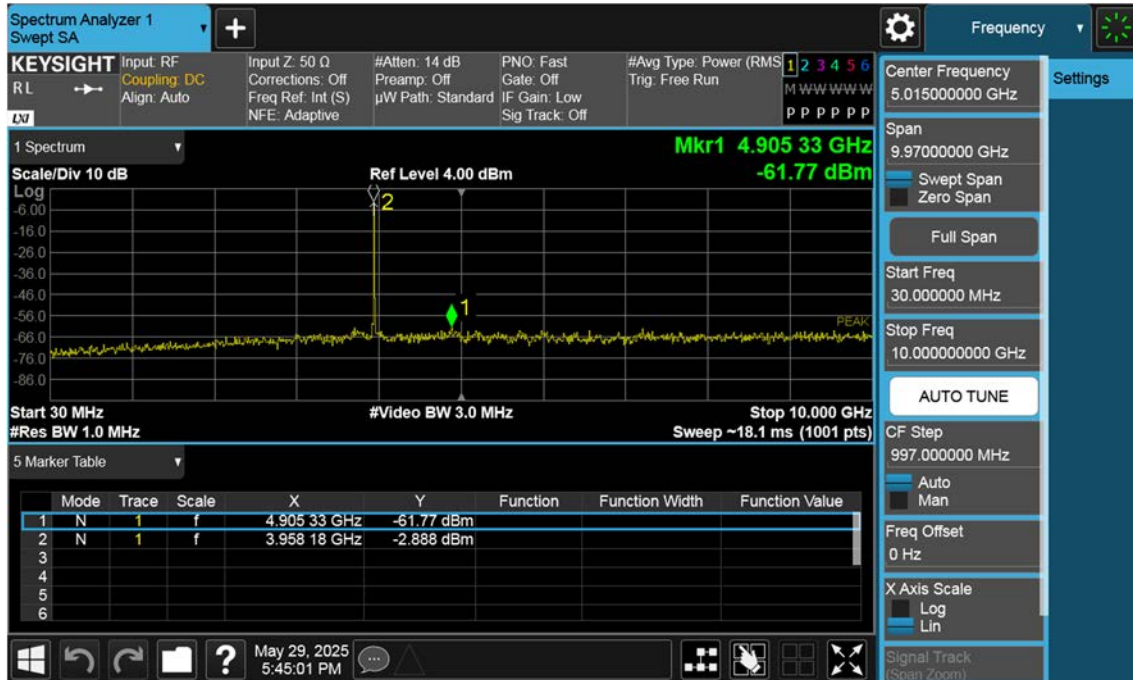 Spectrum Analyzer 1
Swept SA
Frequency
KEYSIGHT
R L
LXI
Input: RF
Coupling: DC
Align: Auto
Input Z: 50 Ω
Corrections: Off
Freq Ref: Int (S)
NFE: Adaptive
#Atten: 14 dB
Preamp: Off
µW Path: Standard
PNO: Fast
Gate: Off
IF Gain: Low
Sig Track: Off
#Avg Type: Power (RMS
Trig: Free Run
1 2 3 4 5 6
M W W W W W
P P P P P P
1 Spectrum
Scale/Div 10 dB
Ref Level 4.00 dBm
Mkr1 4.905 33 GHz
-61.77 dBm
Log
-6.00
-16.0
-26.0
-36.0
-46.0
-56.0
-66.0
-76.0
-86.0
2
1
PEAK
Start 30 MHz
#Video BW 3.0 MHz
Stop 10.000 GHz
#Res BW 1.0 MHz
Sweep ~18.1 ms (1001 pts)
5 Marker Table
Mode Trace Scale X Y Function Function Width Function Value
1 N 1 f 4.905 33 GHz -61.77 dBm
2 N 1 f 3.958 18 GHz -2.888 dBm
3
4
5
6
?
May 29, 2025
5:45:01 PM
Center Frequency
5.015000000 GHz
Settings
Span
9.97000000 GHz
Swept Span
Zero Span
Full Span
Start Freq
30.000000 MHz
Stop Freq
10.000000000 GHz
AUTO TUNE
CF Step
997.000000 MHz
Auto
Man
Freq Offset
0 Hz
X Axis Scale
Log
Lin
Signal Track
(Span Zoom)